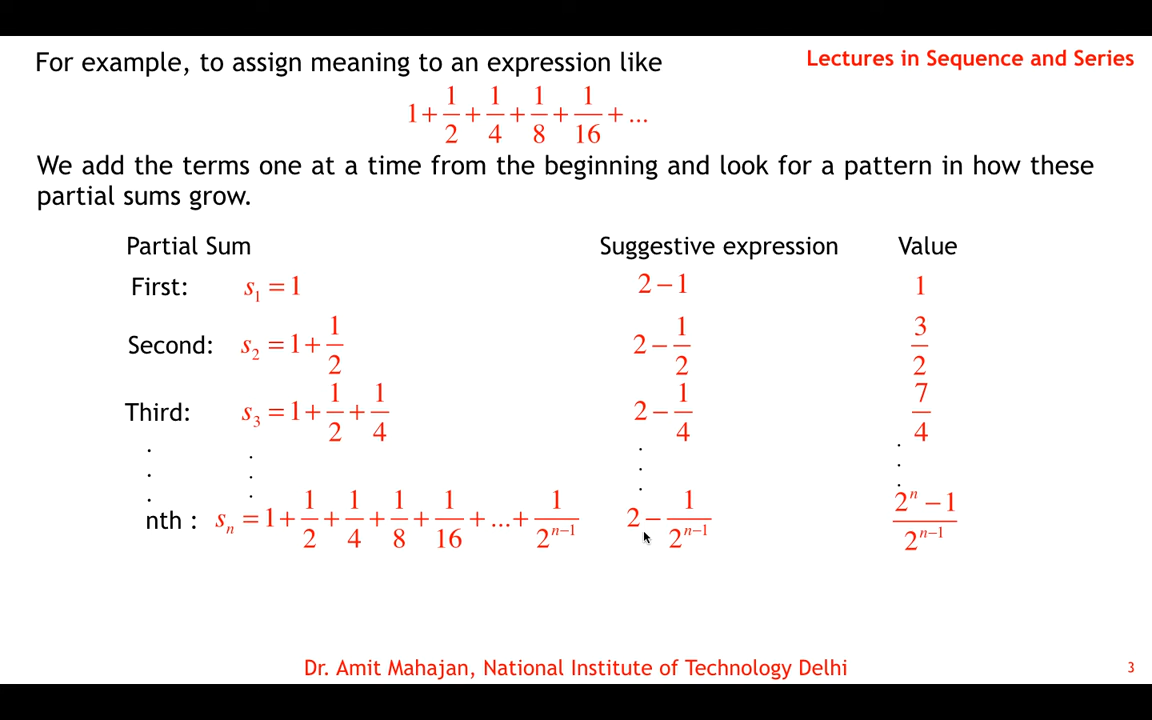 For example, to assign meaning to an expression like
Lectures in Sequence and Series
1 + 1/2 + 1/4 + 1/8 + 1/16 + ...
We add the terms one at a time from the beginning and look for a pattern in how these
partial sums grow.
Partial Sum Suggestive expression Value
First: s₁ = 1 2 − 1 1
Second: s₂ = 1 + 1/2 2 − 1/2 3/2
Third: s₃ = 1 + 1/2 + 1/4 2 − 1/4 7/4
nth : sₙ = 1 + 1/2 + 1/4 + 1/8 + 1/16 + ... + 1/2ⁿ⁻¹ 2 − 1/2ⁿ⁻¹ (2ⁿ − 1)/2ⁿ⁻¹
Dr. Amit Mahajan, National Institute of Technology Delhi
3